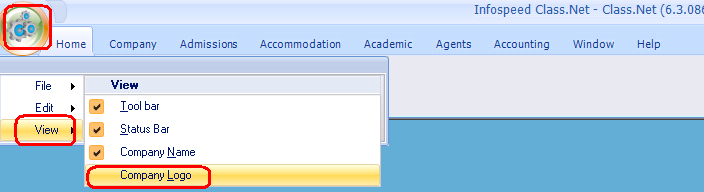 Infospeed Class.Net - Class.Net (6.3.086
Home Company Admissions Accommodation Academic Agents Accounting Window Help
File
Edit
View
View
Tool bar
Status Bar
Company Name
Company Logo